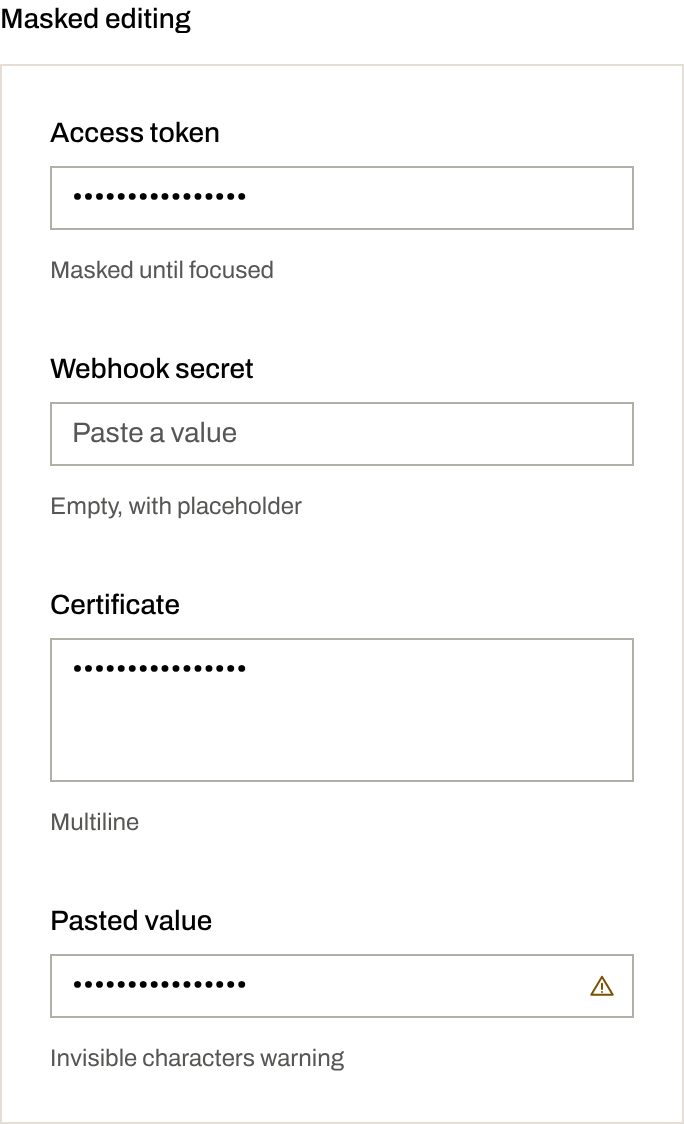 Masked editing
Access token
••••••••••••••••
Masked until focused
Webhook secret
Paste a value
Empty, with placeholder
Certificate
••••••••••••••••
Multiline
Pasted value
••••••••••••••••
Invisible characters warning